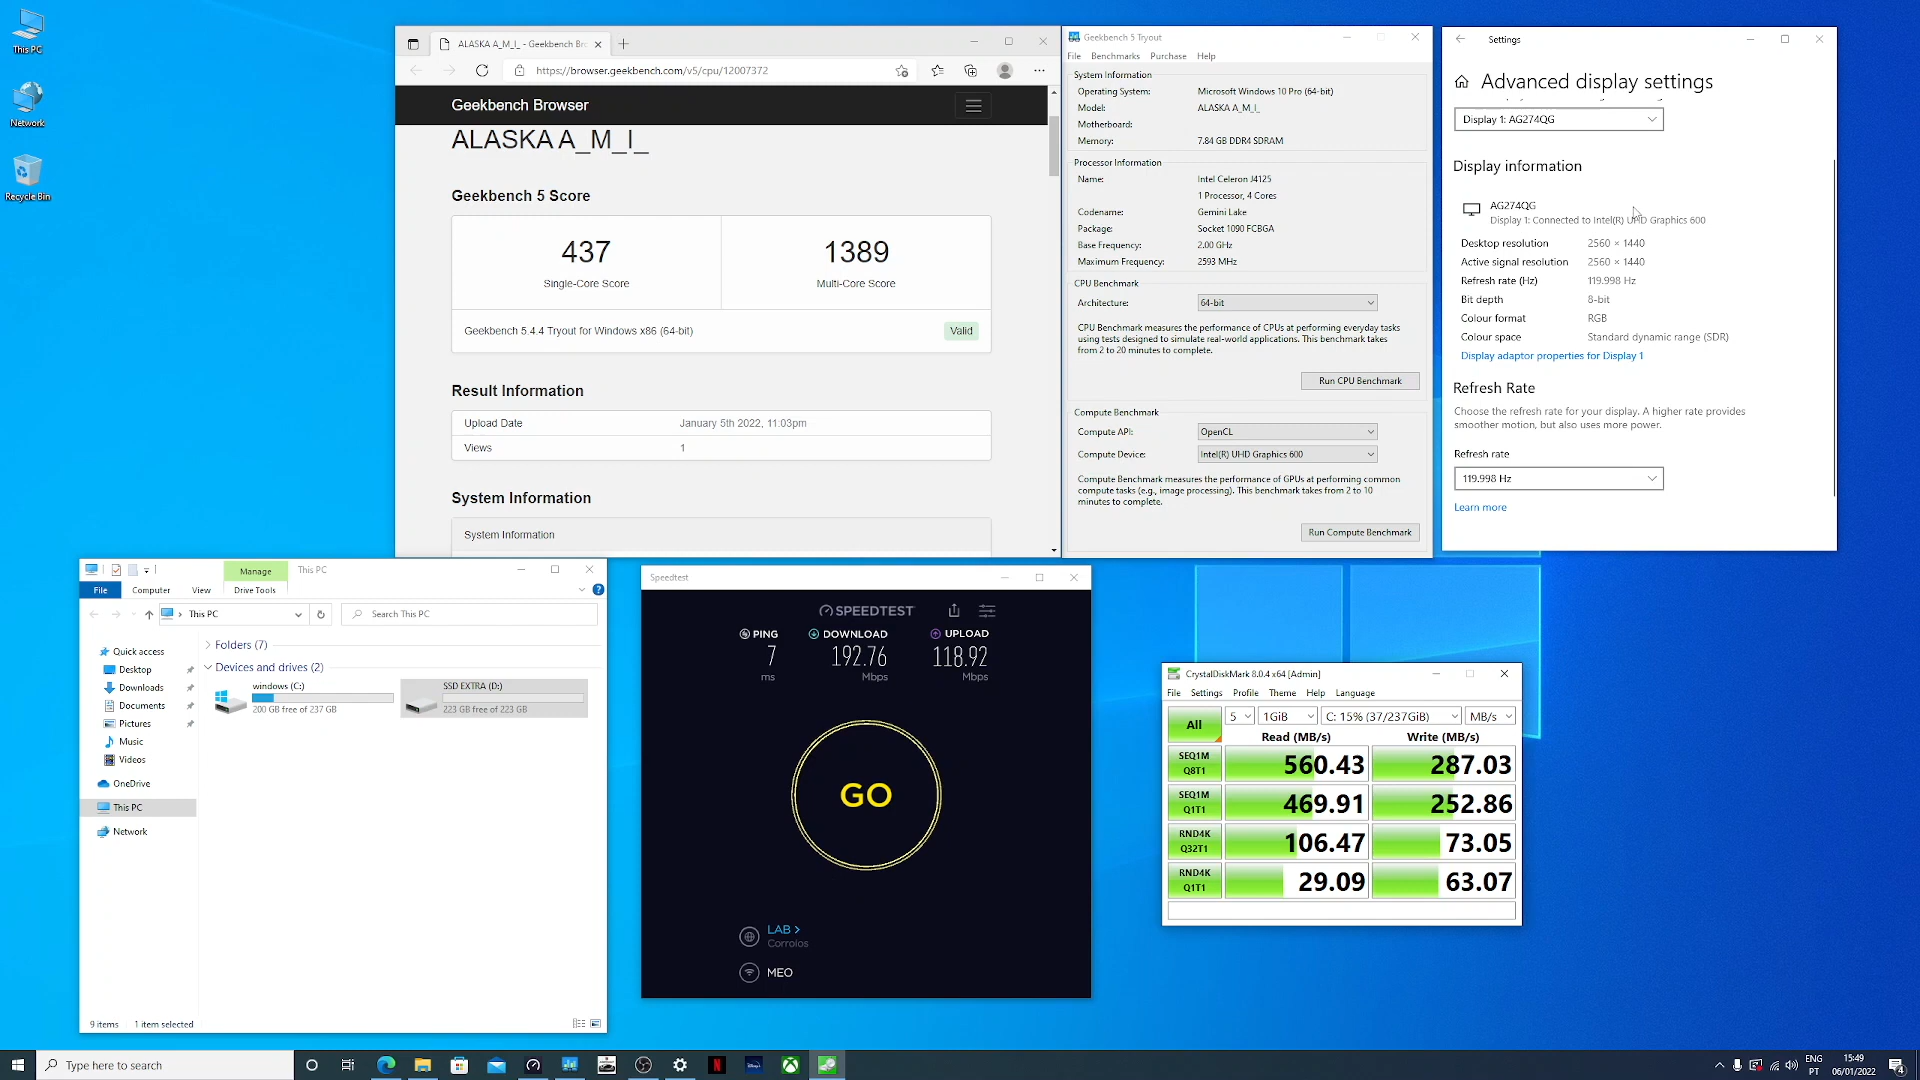 This PC
Network
Recycle Bin
ALASKA A_M_I_ - Geekbench Br
https://browser.geekbench.com/v5/cpu/12007372
Geekbench Browser
ALASKA A_M_I_
Geekbench 5 Score
437
Single-Core Score
1389
Multi-Core Score
Geekbench 5.4.4 Tryout for Windows x86 (64-bit)
Valid
Result Information
Upload Date January 5th 2022, 11:03pm
Views 1
System Information
System Information
Geekbench 5 Tryout
File Benchmarks Purchase Help
System Information
Operating System: Microsoft Windows 10 Pro (64-bit)
Model: ALASKA A_M_I_
Motherboard:
Memory: 7.84 GB DDR4 SDRAM
Processor Information
Name: Intel Celeron J4125
1 Processor, 4 Cores
Codename: Gemini Lake
Package: Socket 1090 FCBGA
Base Frequency: 2.00 GHz
Maximum Frequency: 2593 MHz
CPU Benchmark
Architecture: 64-bit
CPU Benchmark measures the performance of CPUs at performing everyday tasks
using tests designed to simulate real-world applications. This benchmark takes
from 2 to 20 minutes to complete.
Run CPU Benchmark
Compute Benchmark
Compute API: OpenCL
Compute Device: Intel(R) UHD Graphics 600
Compute Benchmark measures the performance of GPUs at performing common
compute tasks (e.g., image processing). This benchmark takes from 2 to 10
minutes to complete.
Run Compute Benchmark
Settings
Advanced display settings
Display 1: AG274QG
Display information
AG274QG
Display 1: Connected to Intel(R) UHD Graphics 600
Desktop resolution 2560 × 1440
Active signal resolution 2560 × 1440
Refresh rate (Hz) 119.998 Hz
Bit depth 8-bit
Colour format RGB
Colour space Standard dynamic range (SDR)
Display adaptor properties for Display 1
Refresh Rate
Choose the refresh rate for your display. A higher rate provides
smoother motion, but also uses more power.
Refresh rate
119.998 Hz
Learn more
Manage This PC
File Computer View Drive Tools
This PC Search This PC
Quick access
Desktop
Downloads
Documents
Pictures
Music
Videos
OneDrive
This PC
Network
Folders (7)
Devices and drives (2)
windows (C:)
200 GB free of 237 GB
SSD EXTRA (D:)
223 GB free of 223 GB
9 items 1 item selected
Speedtest
SPEEDTEST
PING DOWNLOAD UPLOAD
7 192.76 118.92
ms Mbps Mbps
GO
LAB >
Corrolos
MEO
CrystalDiskMark 8.0.4 x64 [Admin]
File Settings Profile Theme Help Language
All 5 1GiB C: 15% (37/237GiB) MB/s
Read (MB/s) Write (MB/s)
SEQ1M
Q8T1 560.43 287.03
SEQ1M
Q1T1 469.91 252.86
RND4K
Q32T1 106.47 73.05
RND4K
Q1T1 29.09 63.07
Type here to search
ENG
PT
15:49
06/01/2022
4